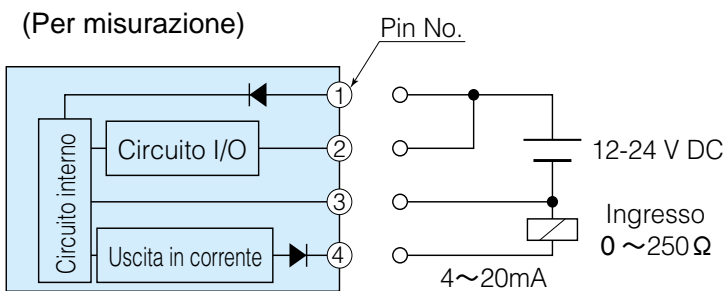 (Per misurazione)
Pin No.
1
Circuito interno
Circuito I/O
2
12-24 V DC
3
Ingresso
0 ~250Ω
Uscita in corrente
4
4~20mA